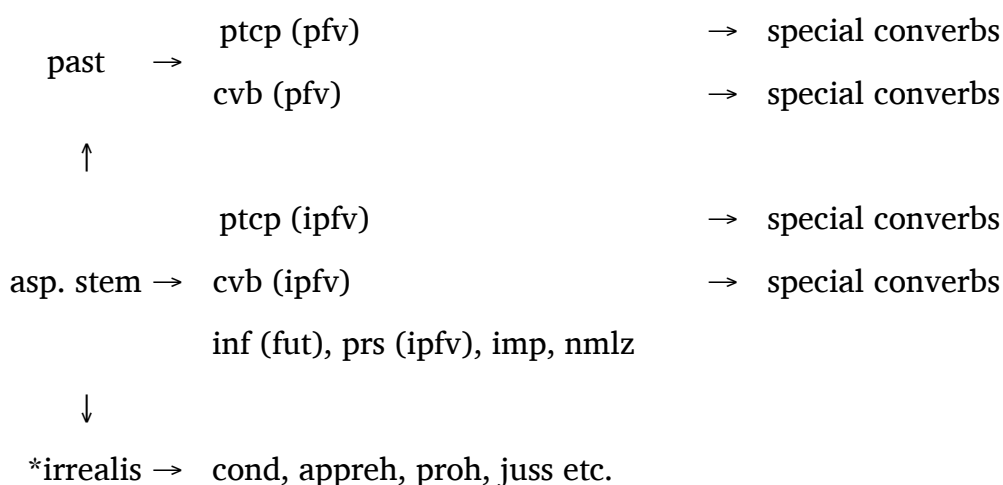 ptcp (pfv) → special converbs
past →
cvb (pfv) → special converbs
↑
ptcp (ipfv) → special converbs
asp. stem → cvb (ipfv) → special converbs
inf (fut), prs (ipfv), imp, nmlz
↓
*irrealis → cond, appreh, proh, juss etc.